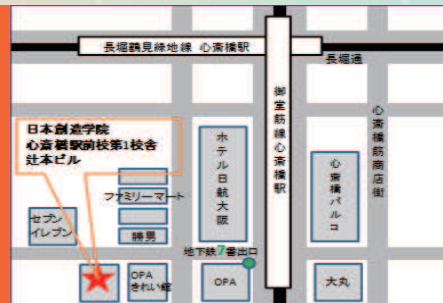 長堀鶴見緑地線 心斎橋駅
長堀通
日本創造学院
心斎橋駅前校第1校舎
辻本ビル
御堂筋線心斎橋駅
心斎橋筋商店街
ホテル日航大阪
心斎橋パルコ
ファミリーマート
セブン
イレブン
勝男
地下鉄7番出口
OPA
きれい館
OPA
大丸